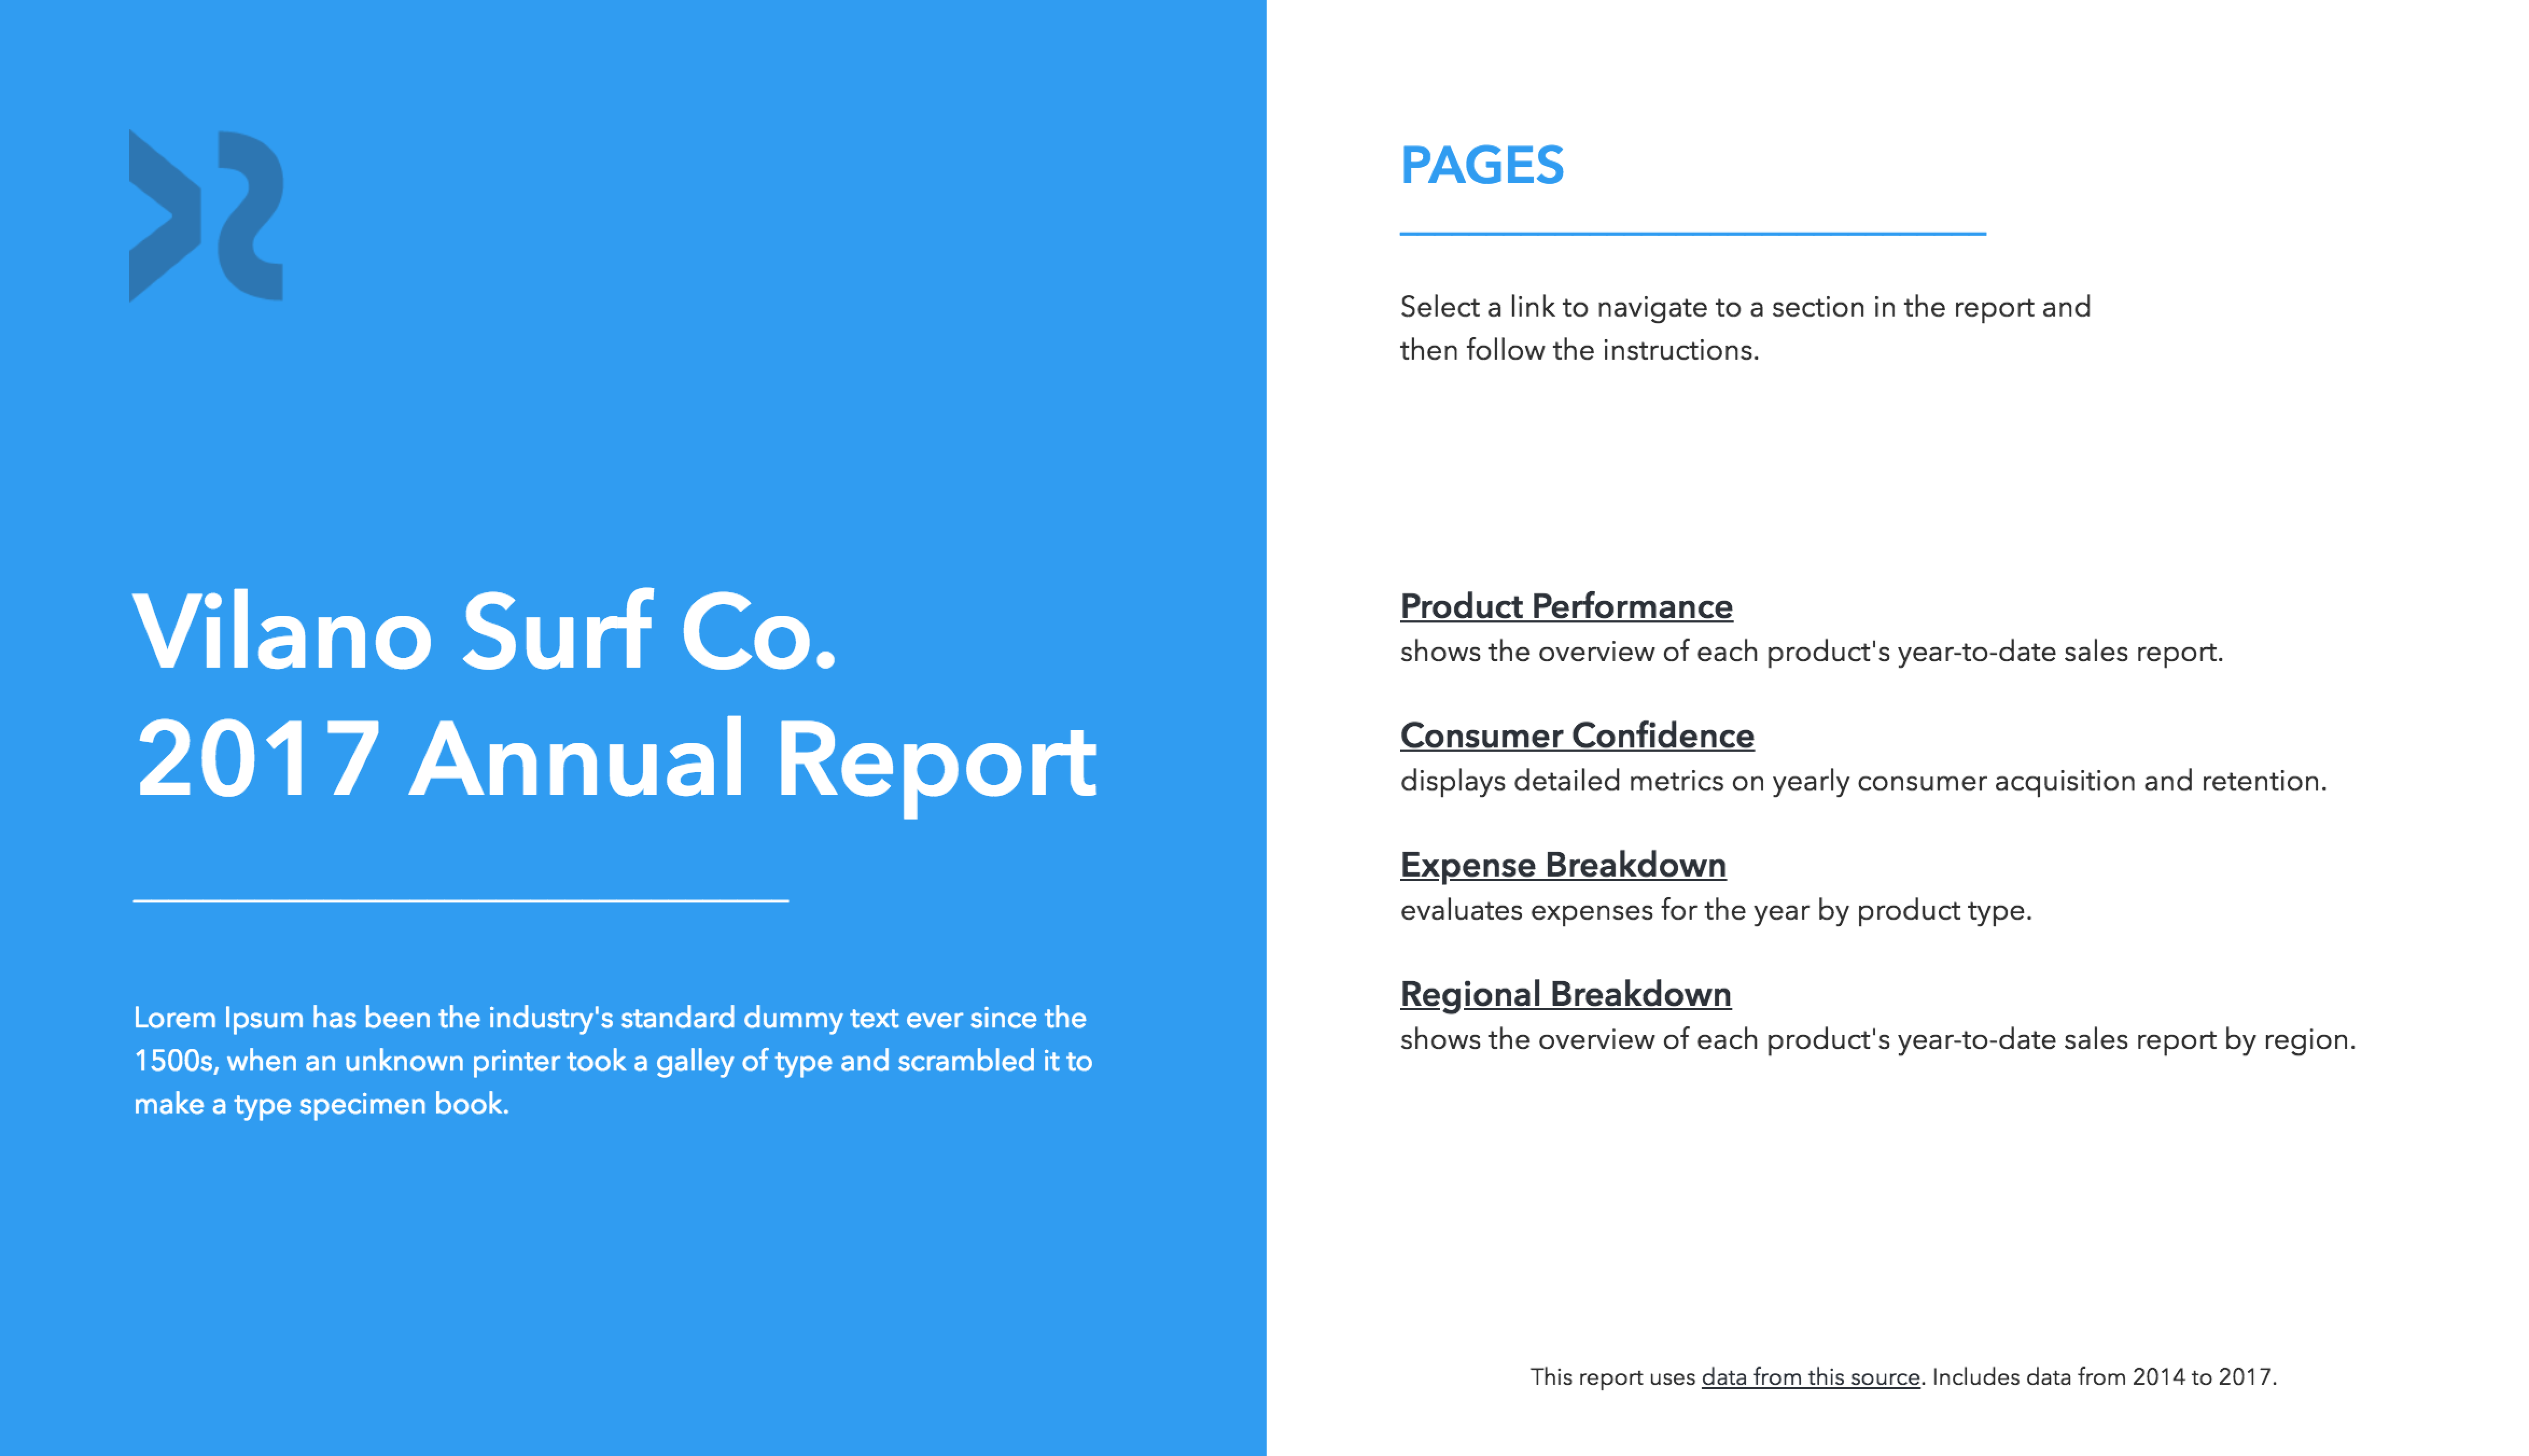 Vilano Surf Co.
2017 Annual Report
Lorem Ipsum has been the industry's standard dummy text ever since the
1500s, when an unknown printer took a galley of type and scrambled it to
make a type specimen book.
PAGES
Select a link to navigate to a section in the report and
then follow the instructions.
Product Performance
shows the overview of each product's year-to-date sales report.
Consumer Confidence
displays detailed metrics on yearly consumer acquisition and retention.
Expense Breakdown
evaluates expenses for the year by product type.
Regional Breakdown
shows the overview of each product's year-to-date sales report by region.
This report uses data from this source. Includes data from 2014 to 2017.